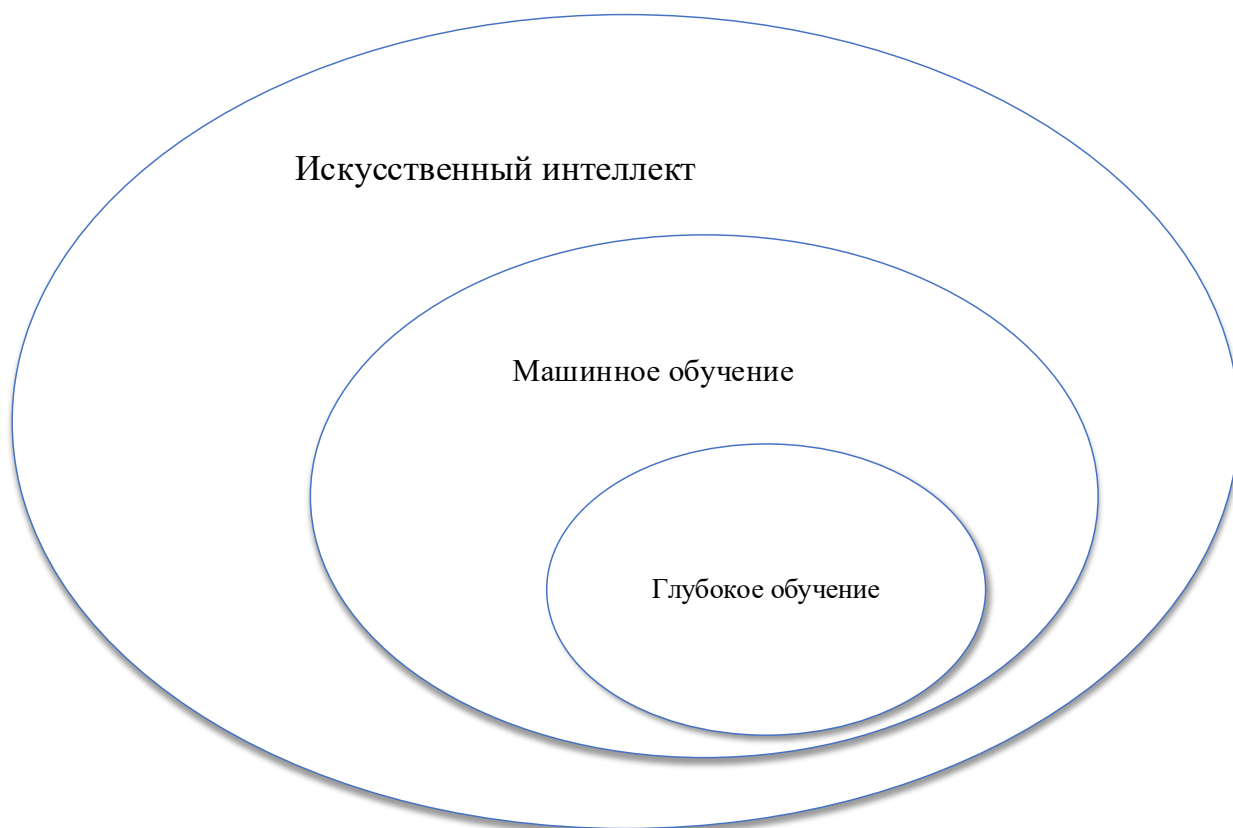 Искусственный интеллект
Машинное обучение
Глубокое обучение